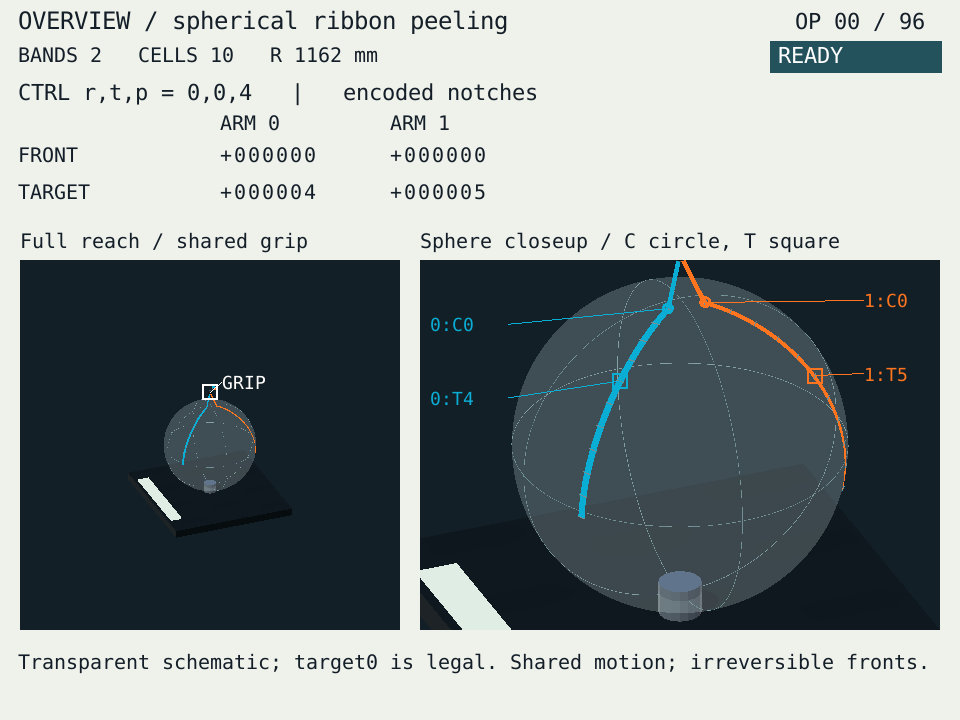 OVERVIEW / spherical ribbon peeling OP 00 / 96
BANDS 2 CELLS 10 R 1162 mm READY
CTRL r,t,p = 0,0,4 | encoded notches
ARM 0 ARM 1
FRONT +000000 +000000
TARGET +000004 +000005
Full reach / shared grip
Sphere closeup / C circle, T square
GRIP
0:C0
1:C0
0:T4
1:T5
Transparent schematic; target0 is legal. Shared motion; irreversible fronts.